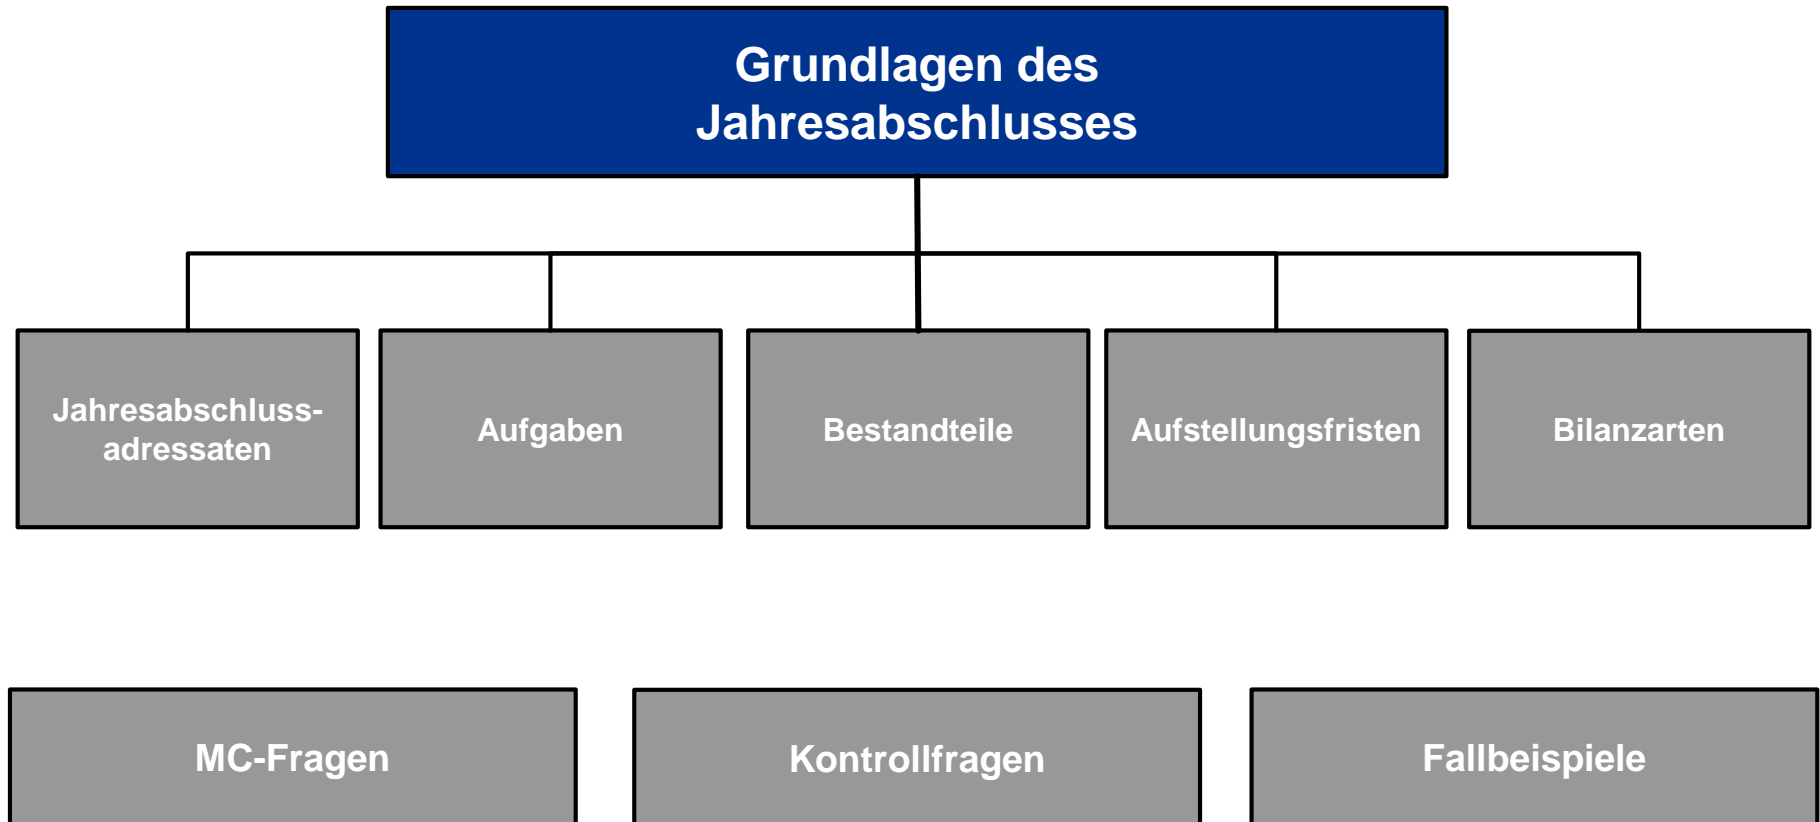 Grundlagen des
Jahresabschlusses
Jahresabschluss-
adressaten
Aufgaben
Bestandteile
Aufstellungsfristen
Bilanzarten
MC-Fragen
Kontrollfragen
Fallbeispiele